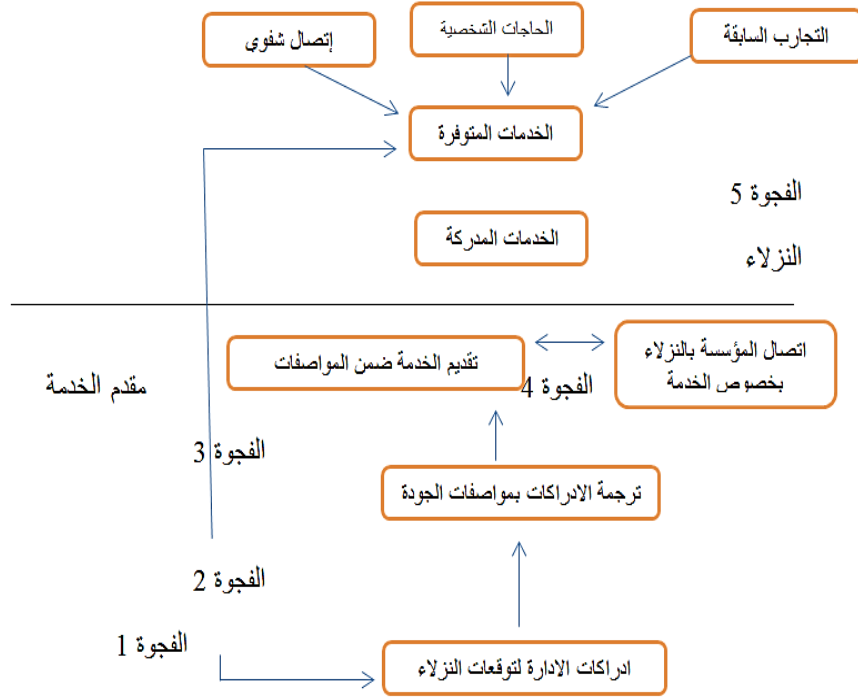 التجارب السابقة
الحاجات الشخصية
إتصال شفوي
الخدمات المتوفرة
الفجوة 5
الخدمات المدركة
النزلاء
اتصال المؤسسة بالنزلاء
بخصوص الخدمة
تقديم الخدمة ضمن المواصفات
الفجوة 4
مقدم الخدمة
الفجوة 3
ترجمة الادراكات بمواصفات الجودة
الفجوة 2
الفجوة 1
ادراكات الادارة لتوقعات النزلاء